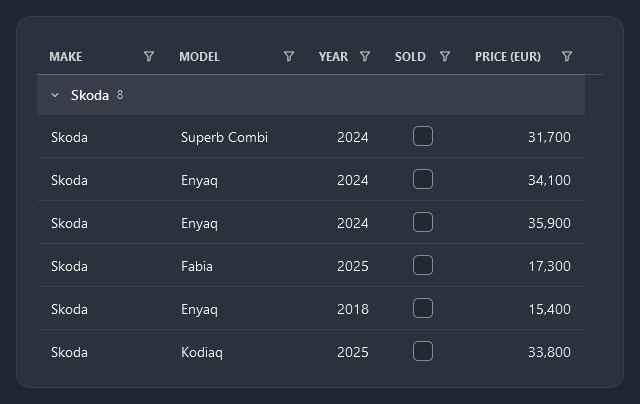 MAKE MODEL YEAR SOLD PRICE (EUR)
Skoda 8
Skoda Superb Combi 2024 31,700
Skoda Enyaq 2024 34,100
Skoda Enyaq 2024 35,900
Skoda Fabia 2025 17,300
Skoda Enyaq 2018 15,400
Skoda Kodiaq 2025 33,800